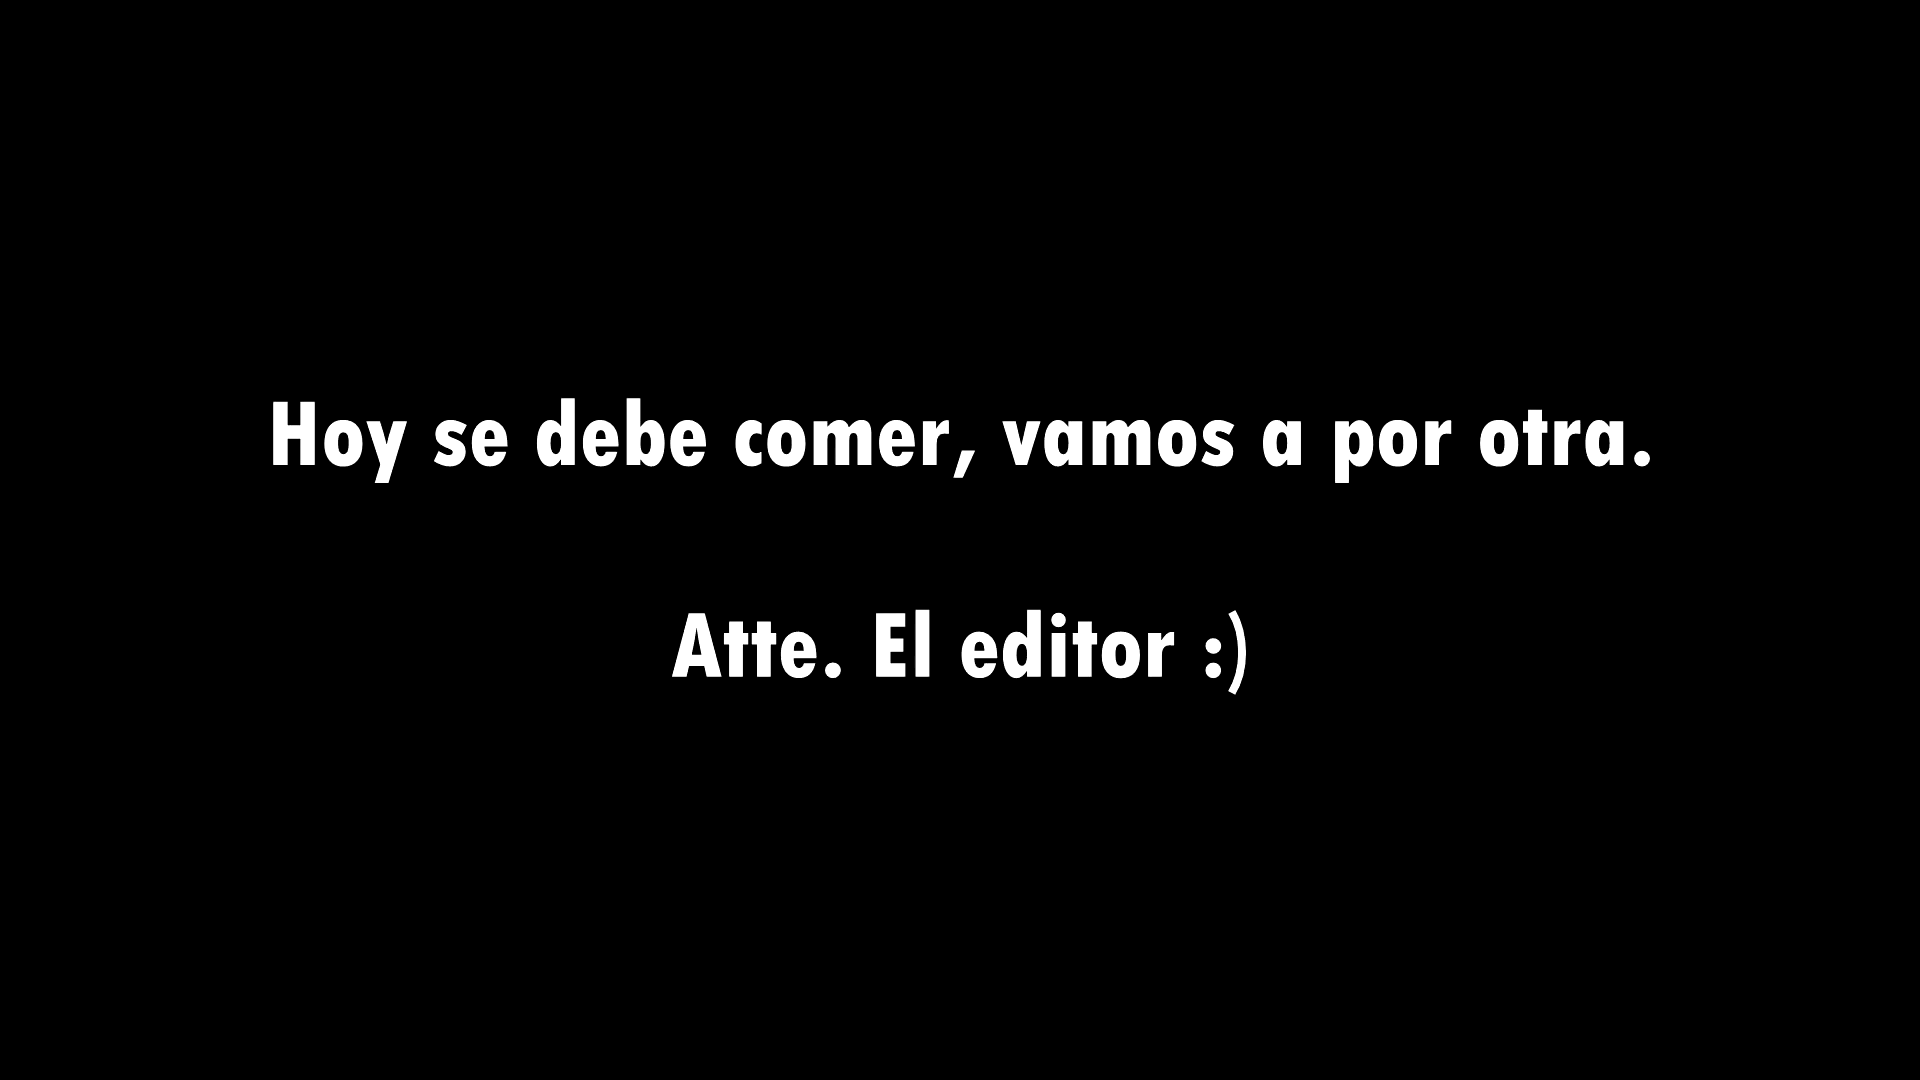 Hoy se debe comer, vamos a por otra.
Atte. El editor :)